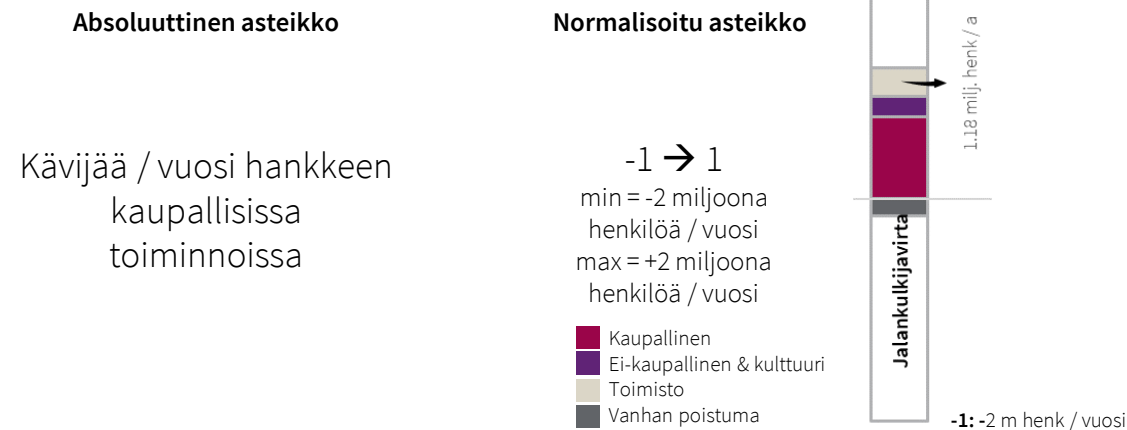 Absoluuttinen asteikko
Kävijää / vuosi hankkeen
kaupallisissa
toiminnoissa
Normalisoitu asteikko
-1 → 1
min = -2 miljoona
henkilöä / vuosi
max = +2 miljoona
henkilöä / vuosi
Kaupallinen
Ei-kaupallinen & kulttuuri
Toimisto
Vanhan poistuma
1.18 milj. henk / a
Jalankulkijavirta
-1: -2 m henk / vuosi